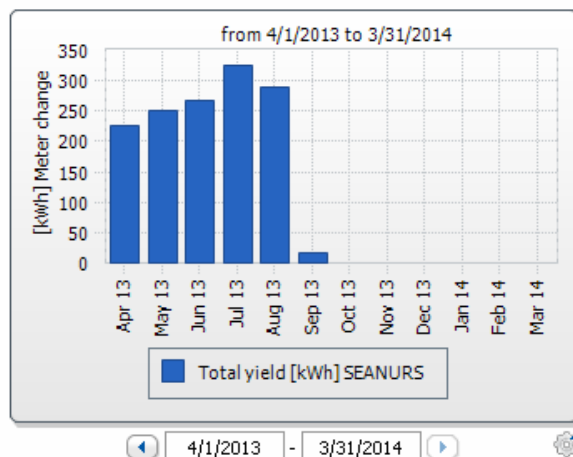 from 4/1/2013 to 3/31/2014
[kWh] Meter change
350
300
250
200
150
100
50
0
Apr 13
May 13
Jun 13
Jul 13
Aug 13
Sep 13
Oct 13
Nov 13
Dec 13
Jan 14
Feb 14
Mar 14
Total yield [kWh] SEANURS
4/1/2013 - 3/31/2014